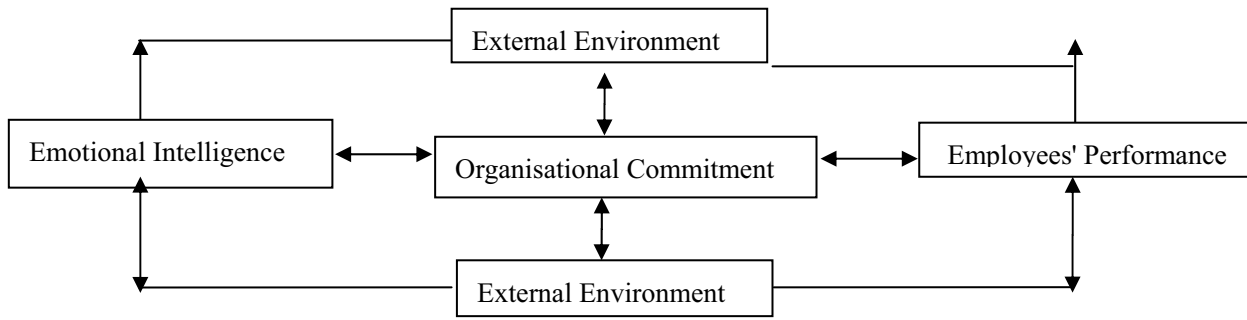 External Environment
Emotional Intelligence
Organisational Commitment
Employees' Performance
External Environment